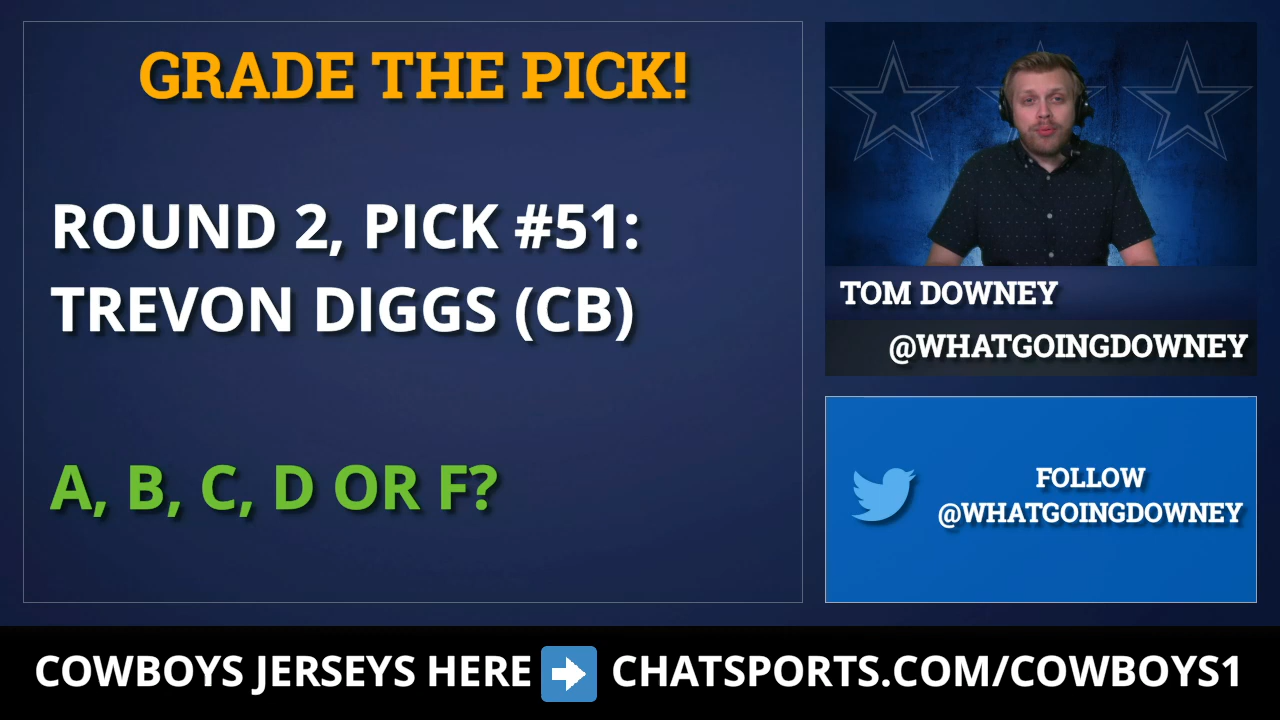 GRADE THE PICK!
ROUND 2, PICK #51:
TREVON DIGGS (CB)
A, B, C, D OR F?
TOM DOWNEY
@WHATGOINGDOWNEY
FOLLOW
@WHATGOINGDOWNEY
COWBOYS JERSEYS HERE ➡ CHATSPORTS.COM/COWBOYS1